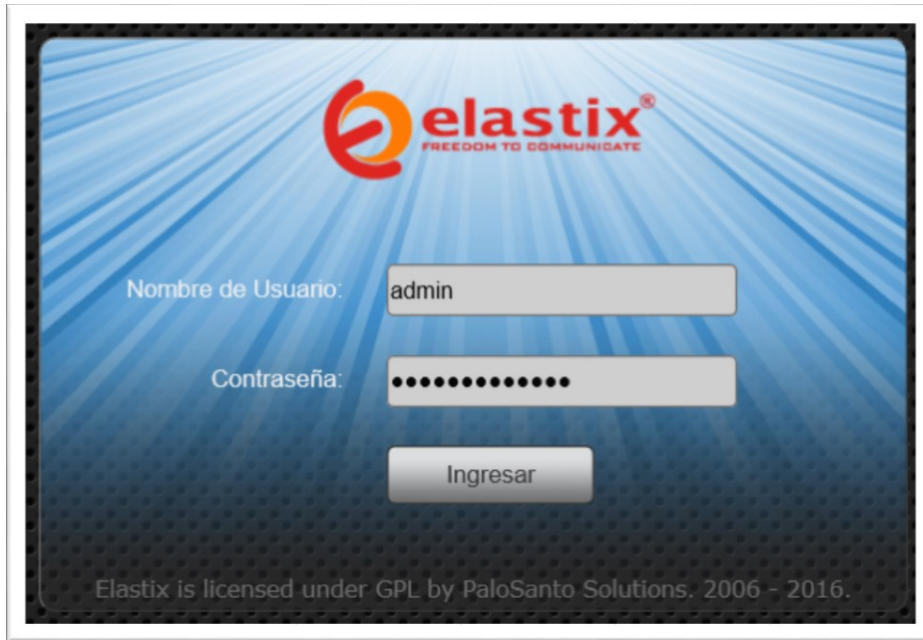 elastix®
FREEDOM TO COMMUNICATE
Nombre de Usuario: admin
Contraseña: •••••••••••••
Ingresar
Elastix is licensed under GPL by PaloSanto Solutions. 2006 - 2016.